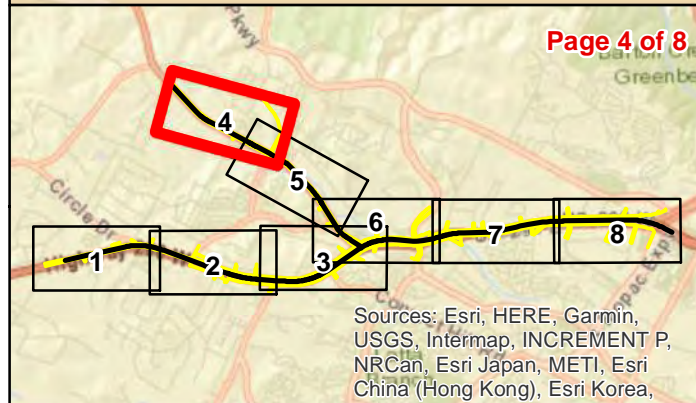 Pkwy
Page 4 of 8
Greenbe
4
5
Circle Dr
6
7
8
1
2
3
Sources: Esri, HERE, Garmin,
USGS, Intermap, INCREMENT P,
NRCan, Esri Japan, METI, Esri
China (Hong Kong), Esri Korea,